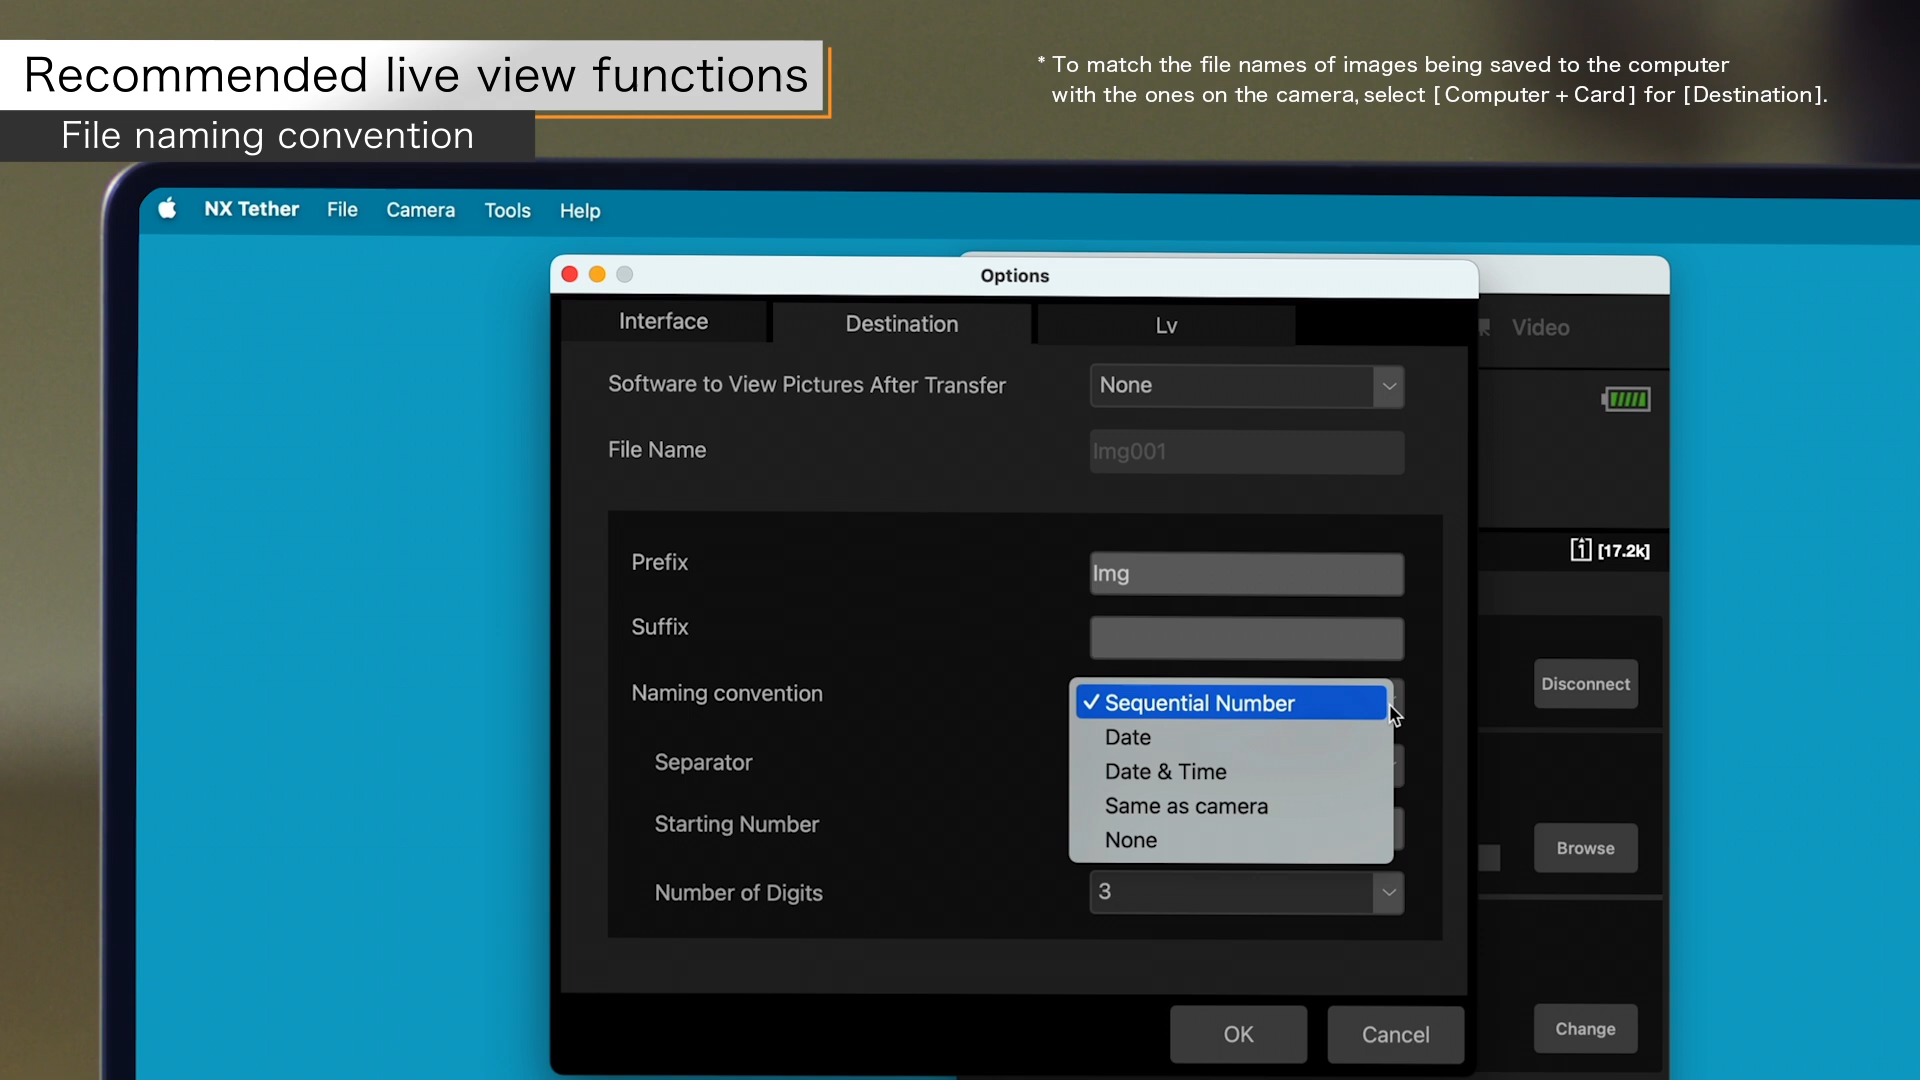 Recommended live view functions
File naming convention
* To match the file names of images being saved to the computer
with the ones on the camera, select [Computer + Card] for [Destination].
NX Tether File Camera Tools Help
Options
Interface Destination Lv
Video
Software to View Pictures After Transfer None
File Name Img001
[17.2k]
Prefix Img
Suffix
Naming convention
Sequential Number
Date
Date & Time
Same as camera
None
Separator
Starting Number
Number of Digits 3
Disconnect
Browse
Change
OK Cancel